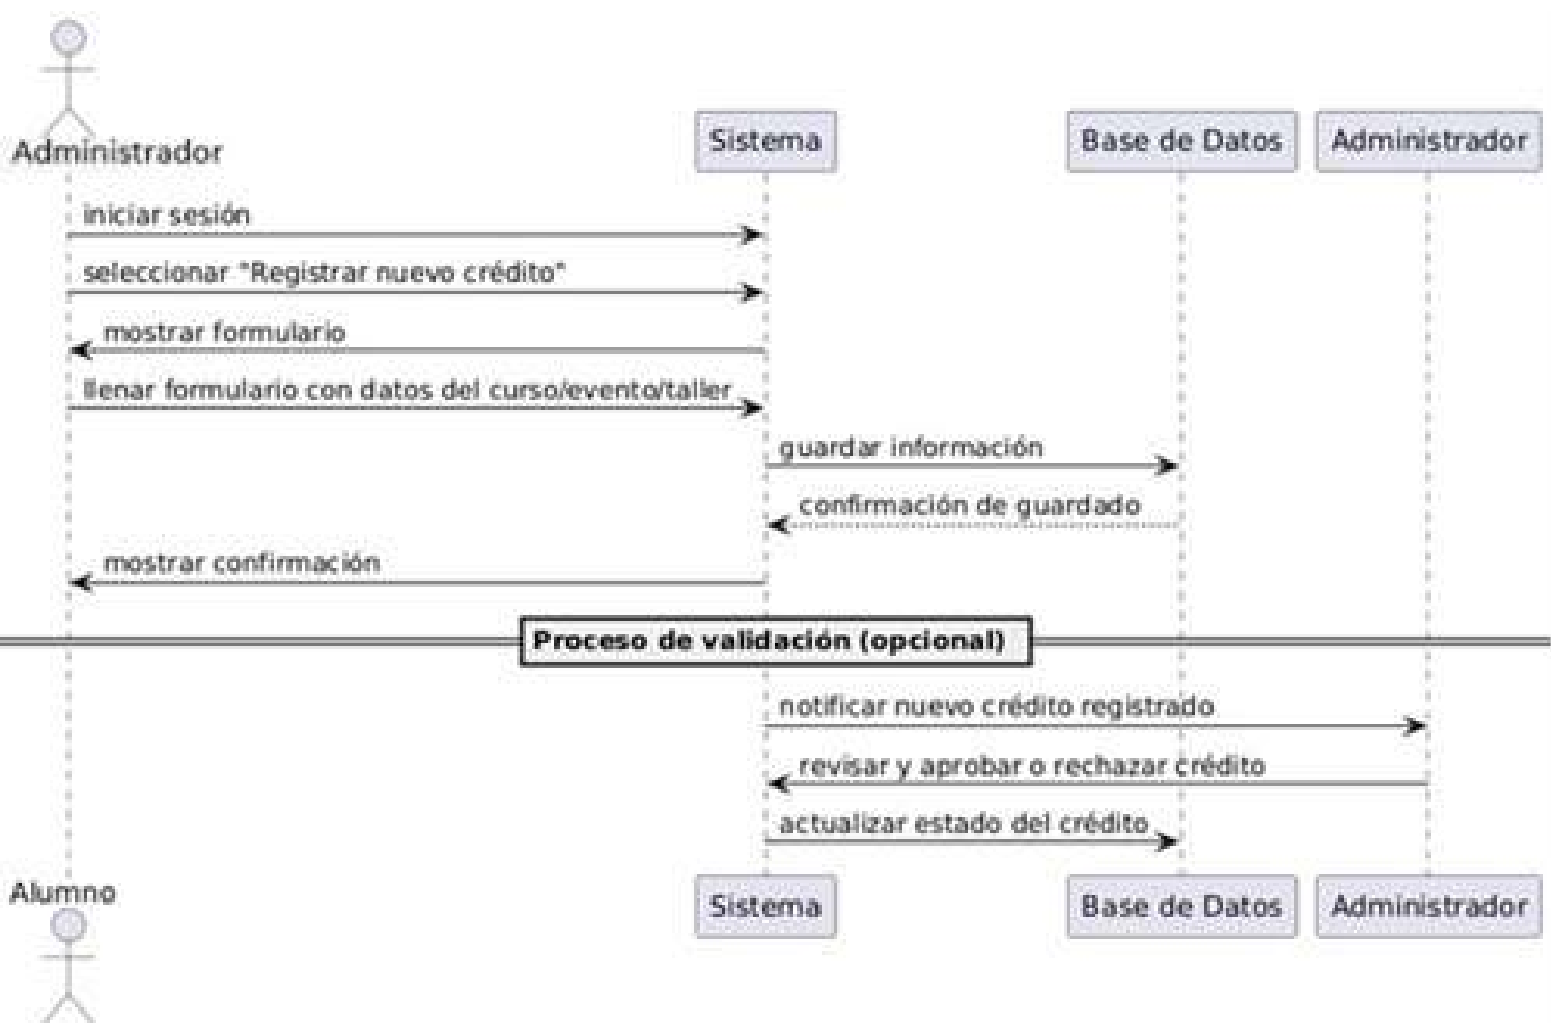 Administrador
Sistema
Base de Datos
Administrador
iniciar sesión
seleccionar "Registrar nuevo crédito"
mostrar formulario
llenar formulario con datos del curso/evento/taller
guardar información
confirmación de guardado
mostrar confirmación
Proceso de validación (opcional)
notificar nuevo crédito registrado
revisar y aprobar o rechazar crédito
actualizar estado del crédito
Alumno
Sistema
Base de Datos
Administrador